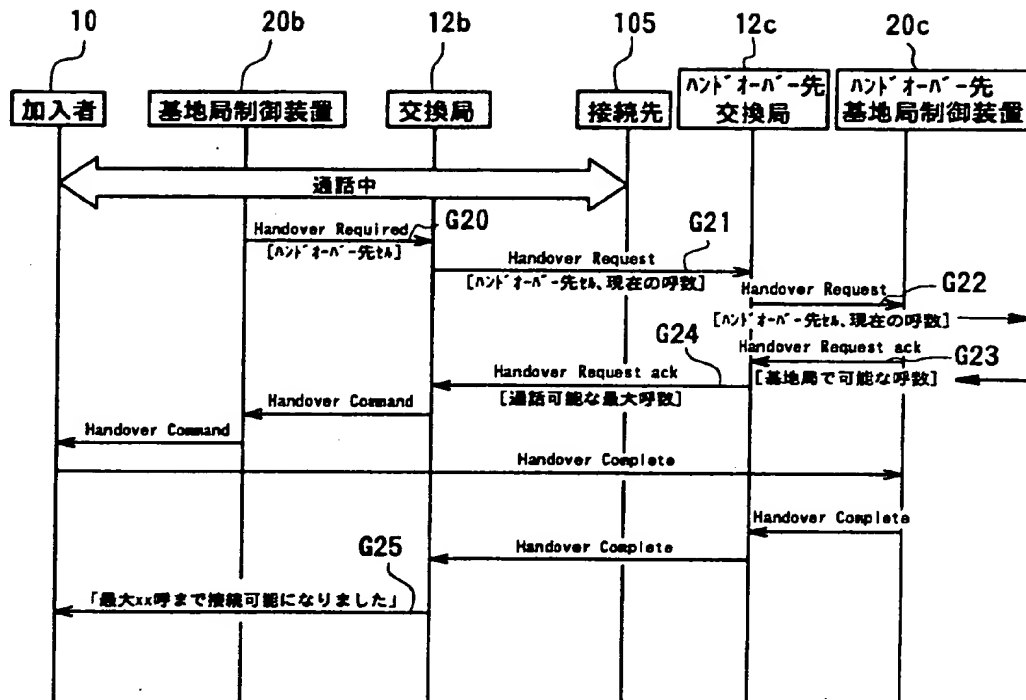 10
20b
12b
105
12c
20c
加入者
基地局制御装置
交換局
接続先
ハンドオーバー先
交換局
ハンドオーバー先
基地局制御装置
通話中
Handover Required
G20
[ハンドオーバー先セル]
G21
Handover Request
[ハンドオーバー先セル、現在の呼数]
Handover Request
G22
[ハンドオーバー先セル、現在の呼数]
G24
Handover Request ack
G23
Handover Request ack
[基地局で可能な呼数]
[通話可能な最大呼数]
Handover Command
Handover Command
Handover Complete
Handover Complete
G25
Handover Complete
「最大xx呼まで接続可能になりました」